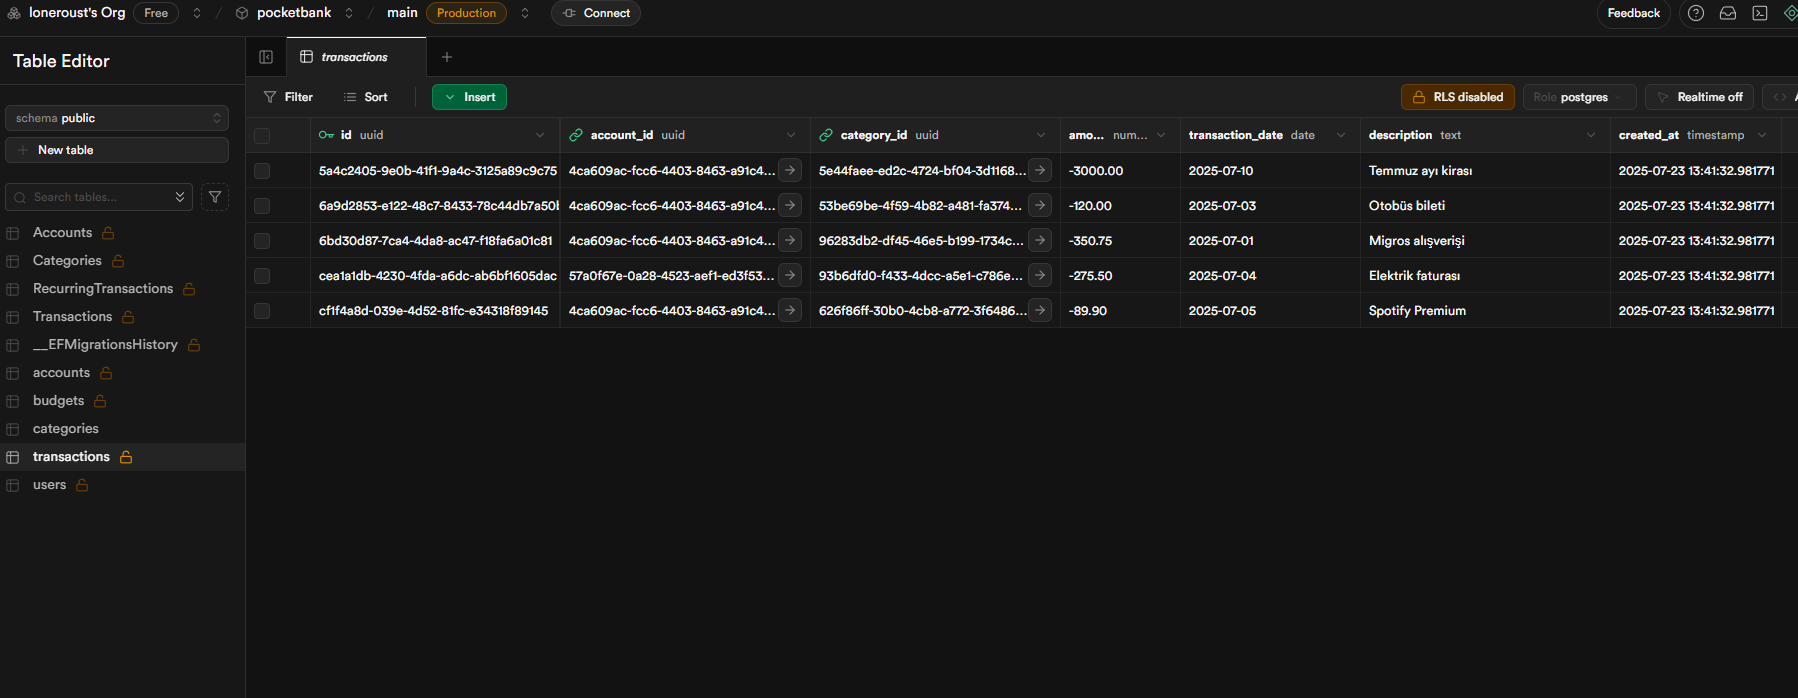 loneroust's Org Free / pocketbank / main Production Connect Feedback
Table Editor
transactions
Filter Sort Insert RLS disabled Role postgres Realtime off
schema public
New table
Search tables...
Accounts
Categories
RecurringTransactions
Transactions
__EFMigrationsHistory
accounts
budgets
categories
transactions
users
id uuid account_id uuid category_id uuid amo... num... transaction_date date description text created_at timestamp
5a4c2405-9e0b-41f1-9a4c-3125a89c9c75 4ca609ac-fcc6-4403-8463-a91c4... 5e44faee-ed2c-4724-bf04-3d1168... -3000.00 2025-07-10 Temmuz ayı kirası 2025-07-23 13:41:32.981771
6a9d2853-e122-48c7-8433-78c44db7a50 4ca609ac-fcc6-4403-8463-a91c4... 53be69be-4f59-4b82-a481-fa374... -120.00 2025-07-03 Otobüs bileti 2025-07-23 13:41:32.981771
6bd30d87-7ca4-4da8-ac47-f18fa6a01c81 4ca609ac-fcc6-4403-8463-a91c4... 96283db2-df45-46e5-b199-1734c... -350.75 2025-07-01 Migros alışverişi 2025-07-23 13:41:32.981771
cea1a1db-4230-4fda-a6dc-ab6bf1605dac 57a0f67e-0a28-4523-aef1-ed3f53... 93b6dfd0-f433-4dcc-a5e1-c786e... -275.50 2025-07-04 Elektrik faturası 2025-07-23 13:41:32.981771
cf1f4a8d-039e-4d52-81fc-e34318f89145 4ca609ac-fcc6-4403-8463-a91c4... 626f86ff-30b0-4cb8-a772-3f6486... -89.90 2025-07-05 Spotify Premium 2025-07-23 13:41:32.981771